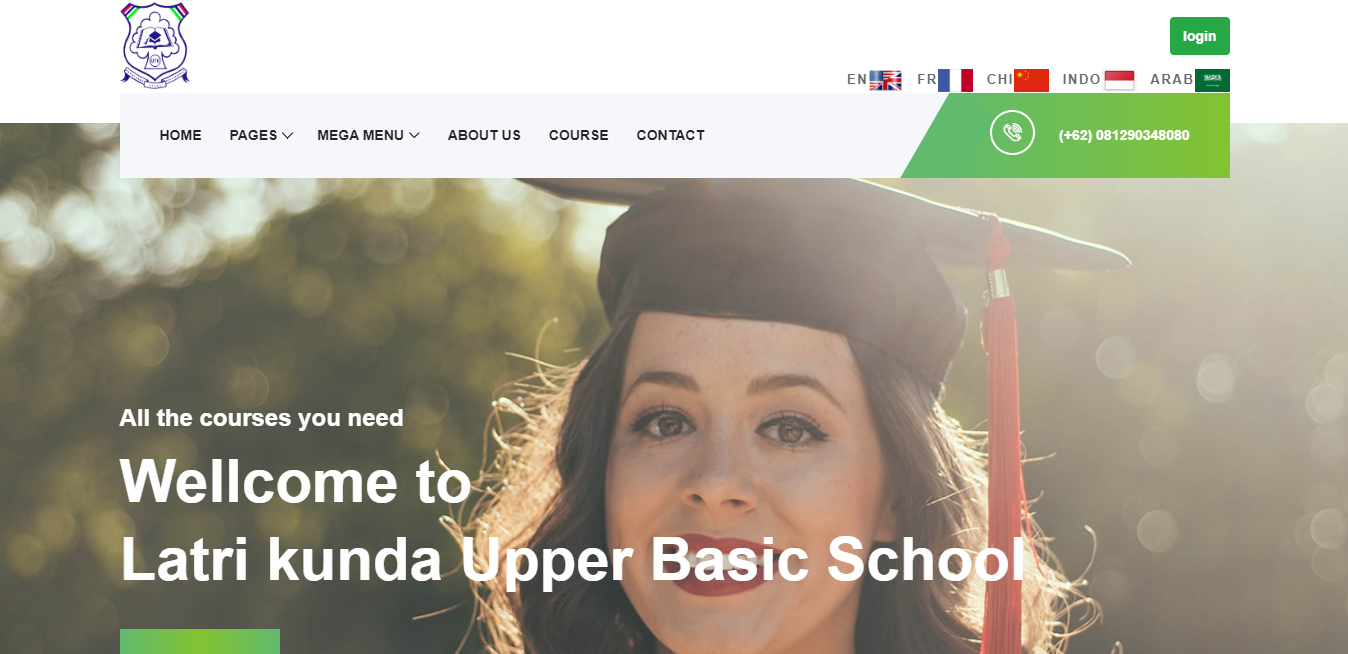 login
EN FR CHI INDO ARAB
HOME PAGES MEGA MENU ABOUT US COURSE CONTACT (+62) 081290348080
All the courses you need
Wellcome to
Latri kunda Upper Basic School